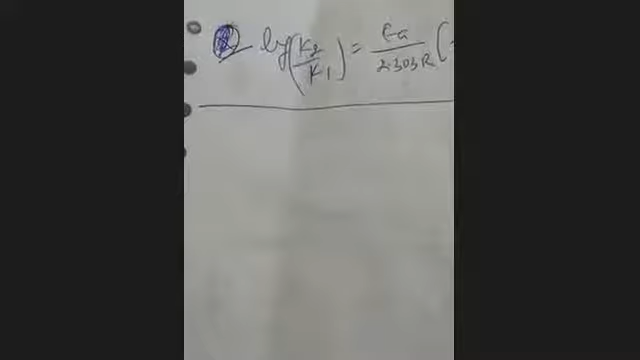 log(K2/K1) = Ea/2.303R (